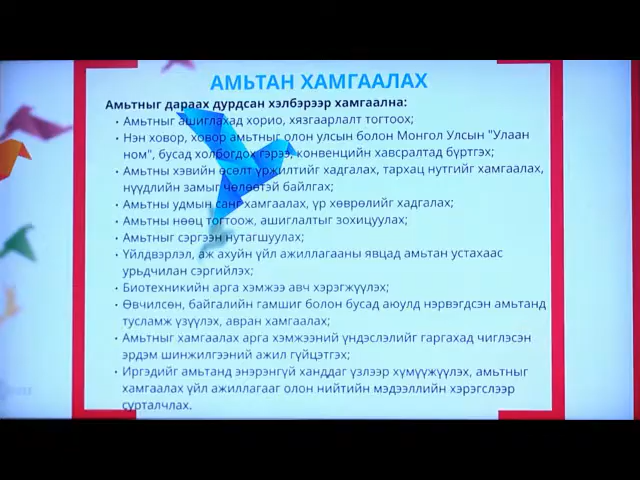 АМЬТАН ХАМГААЛАХ
Амьтныг дараах дурдсан хэлбэрээр хамгаална:
• Амьтныг ашиглахад хорио, хязгаарлалт тогтоох;
• Нэн ховор, ховор амьтныг олон улсын болон Монгол Улсын "Улаан
ном", бусад холбогдох гэрээ, конвенцийн хавсралтад бүртгэх;
• Амьтны хэвийн өсөлт үржилтийг хадгалах, тархац нутгийг хамгаалах,
нүүдлийн замыг чөлөөтэй байлгах;
• Амьтны удмын санг хамгаалах, үр хөврөлийг хадгалах;
• Амьтны нөөц тогтоож, ашиглалтыг зохицуулах;
• Амьтныг сэргээн нутагшуулах;
• Үйлдвэрлэл, аж ахуйн үйл ажиллагааны явцад амьтан устахаас
урьдчилан сэргийлэх;
• Биотехникийн арга хэмжээ авч хэрэгжүүлэх;
• Өвчилсөн, байгалийн гамшиг болон бусад аюулд нэрвэгдсэн амьтанд
тусламж үзүүлэх, авран хамгаалах;
• Амьтныг хамгаалах арга хэмжээний үндэслэлийг гаргахад чиглэсэн
эрдэм шинжилгээний ажил гүйцэтгэх;
• Иргэдийг амьтанд энэрэнгүй ханддаг үзлээр хүмүүжүүлэх, амьтныг
хамгаалах үйл ажиллагааг олон нийтийн мэдээллийн хэрэгслээр
сурталчлах.